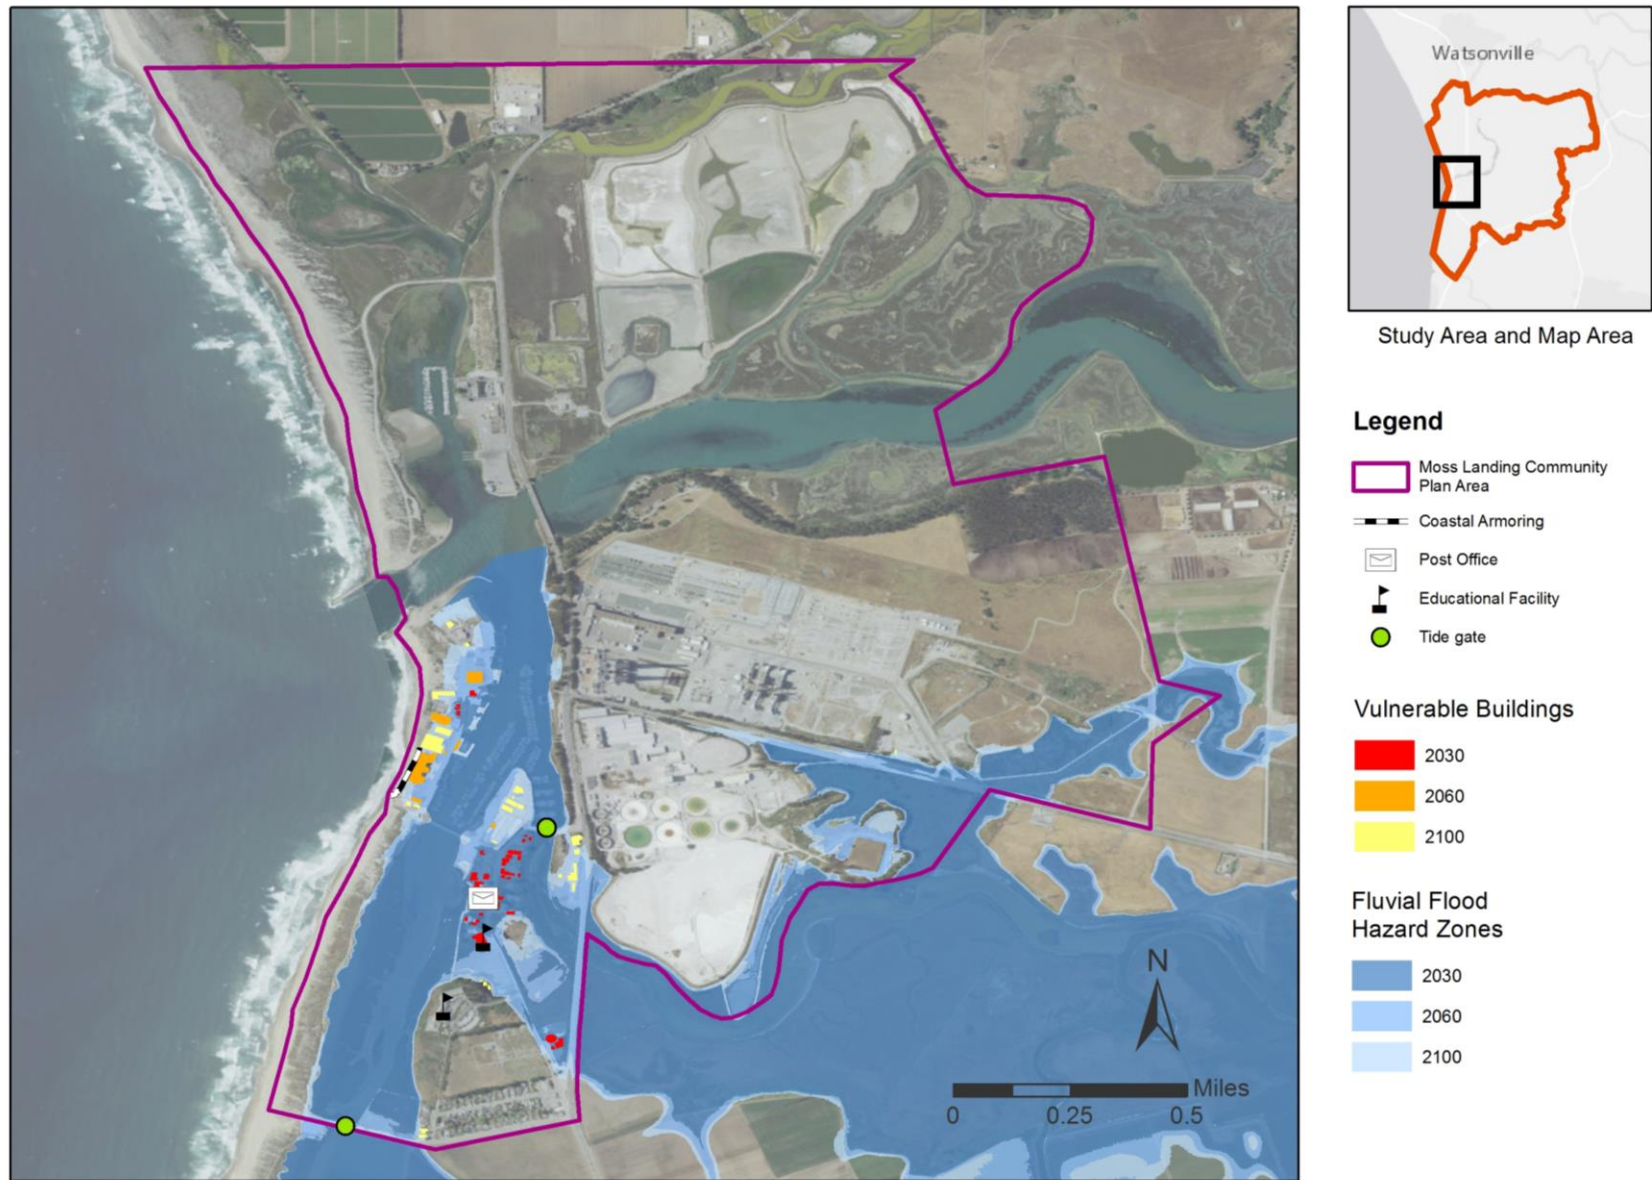 Watsonville
Study Area and Map Area
Legend
Moss Landing Community
Plan Area
Coastal Armoring
Post Office
Educational Facility
Tide gate
Vulnerable Buildings
2030
2060
2100
Fluvial Flood
Hazard Zones
2030
2060
2100
N
Miles
0
0.25
0.5